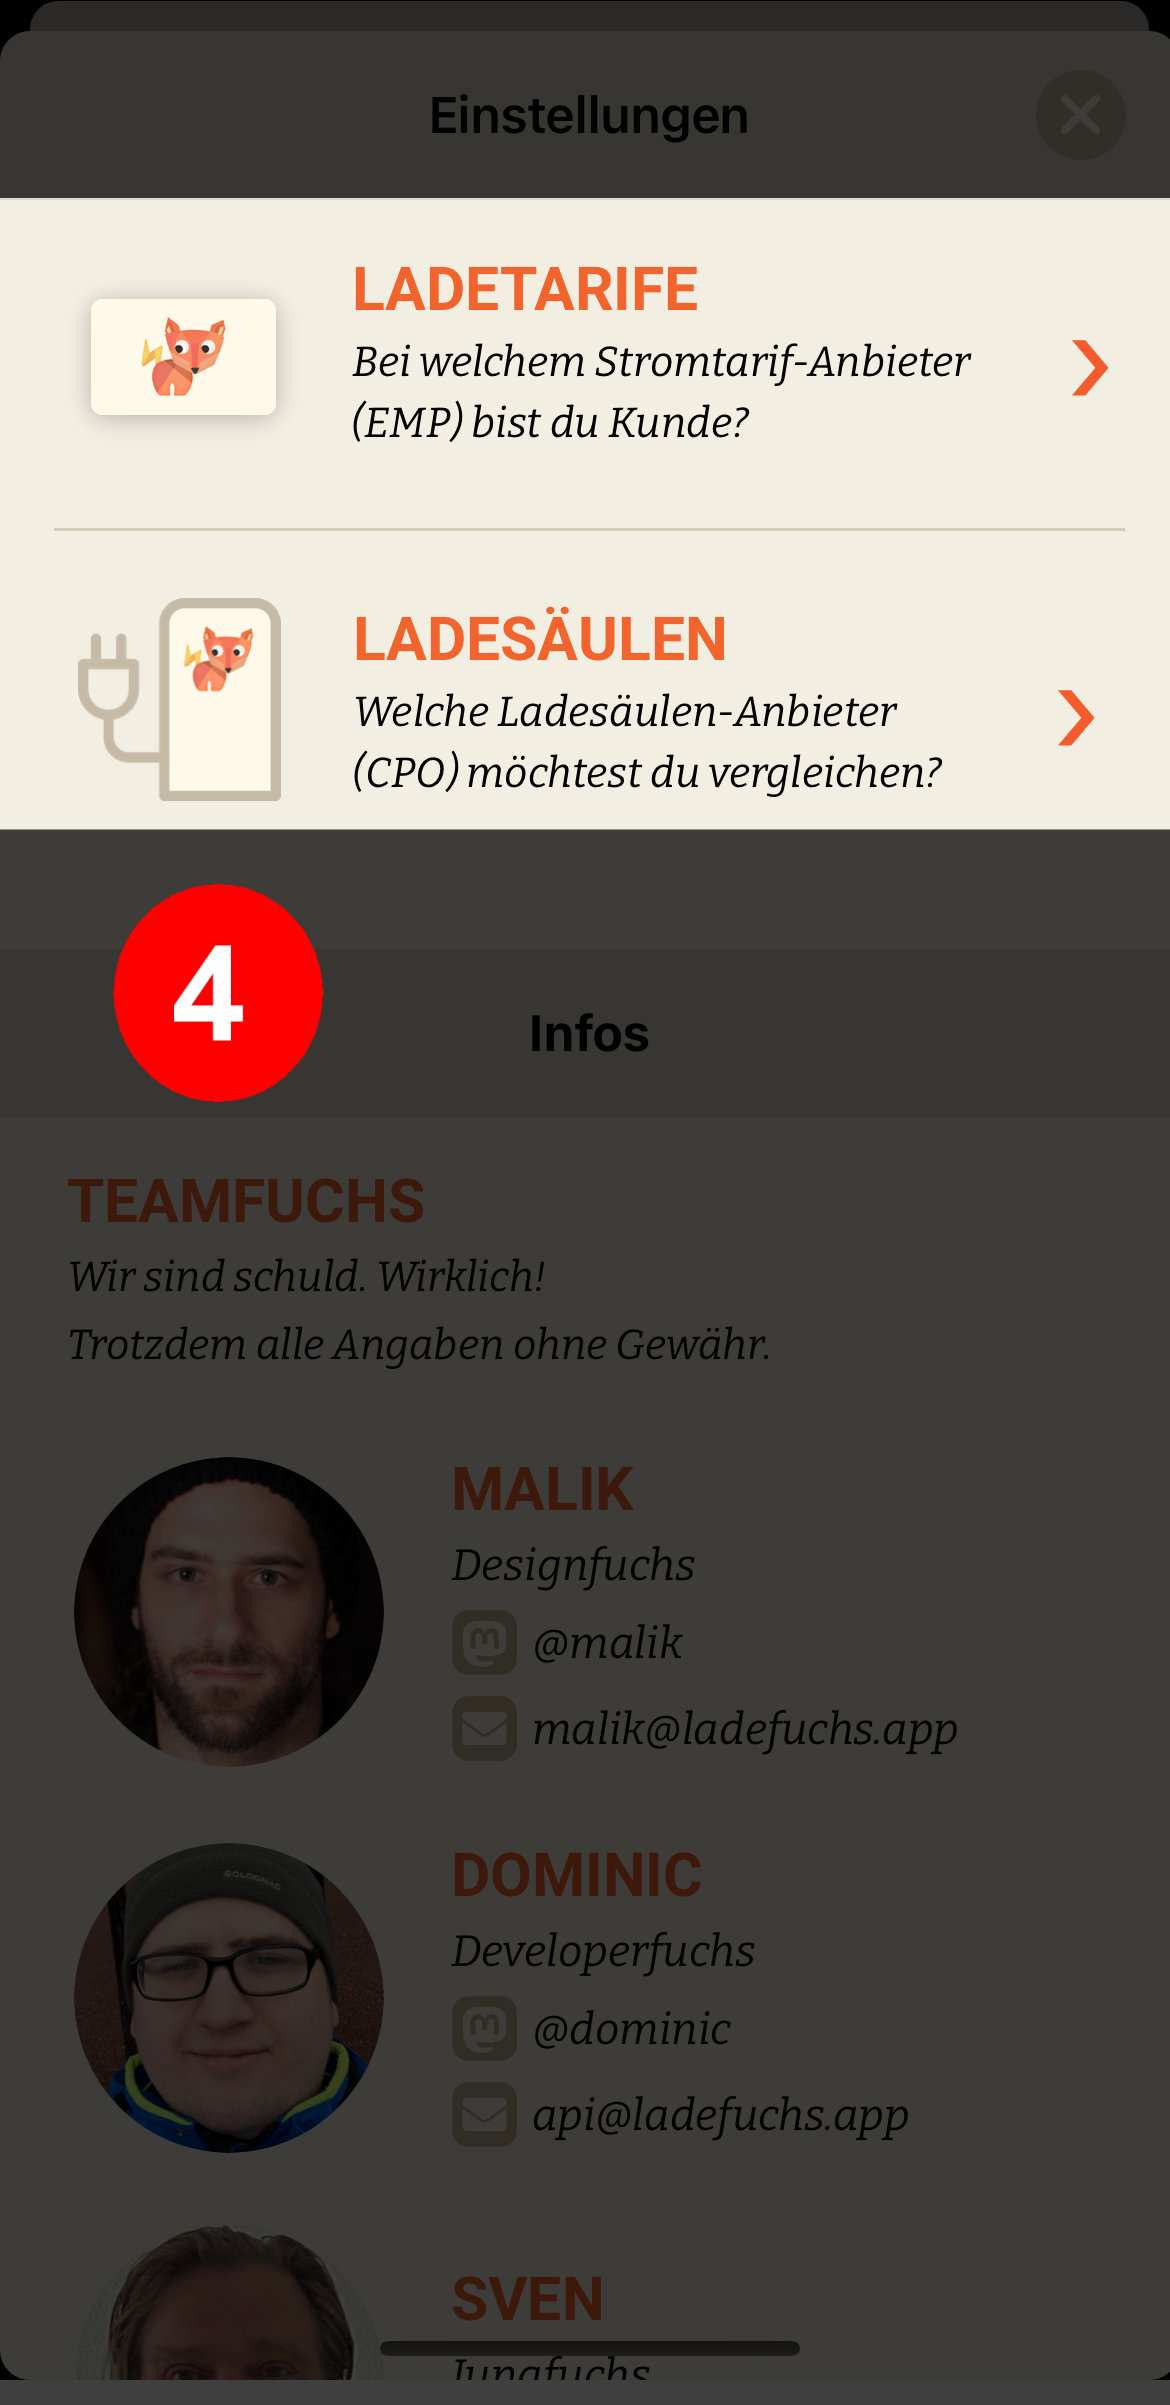 Einstellungen
LADETARIFE
Bei welchem Stromtarif-Anbieter
(EMP) bist du Kunde?
LADESÄULEN
Welche Ladesäulen-Anbieter
(CPO) möchtest du vergleichen?
4
Infos
TEAMFUCHS
Wir sind schuld. Wirklich!
Trotzdem alle Angaben ohne Gewähr.
MALIK
Designfuchs
@malik
malik@ladefuchs.app
DOMINIC
Developerfuchs
@dominic
api@ladefuchs.app
SVEN
Jungfuchs